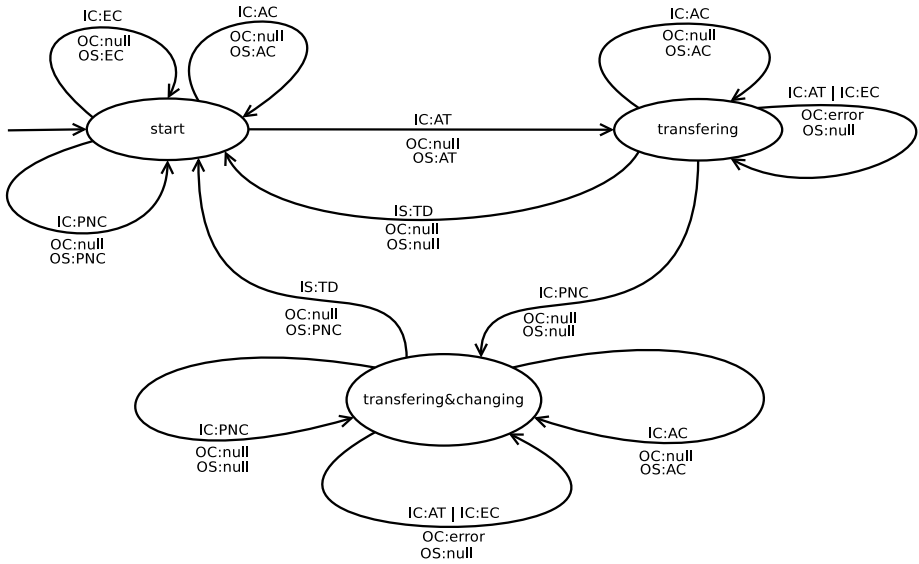 IC:EC
OC:null
OS:EC
IC:AC
OC:null
OS:AC
IC:AC
OC:null
OS:AC
start
IC:AT
OC:null
OS:AT
transfering
IC:AT | IC:EC
OC:error
OS:null
IC:PNC
OC:null
OS:PNC
IS:TD
OC:null
OS:null
IS:TD
OC:null
OS:PNC
IC:PNC
OC:null
OS:null
transfering&changing
IC:PNC
OC:null
OS:null
IC:AC
OC:null
OS:AC
IC:AT | IC:EC
OC:error
OS:null